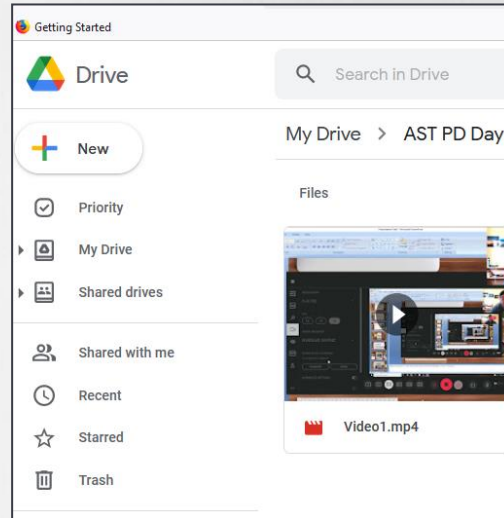 Getting Started
Drive
Search in Drive
New
My Drive > AST PD Day
Priority
Files
My Drive
Shared drives
Shared with me
Recent
Video1.mp4
Starred
Trash